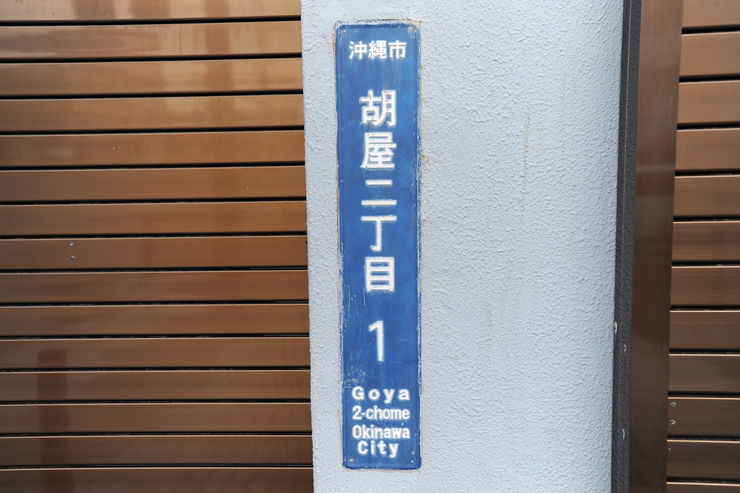 沖縄市
胡屋二丁目 1
Goya
2-chome
Okinawa
City